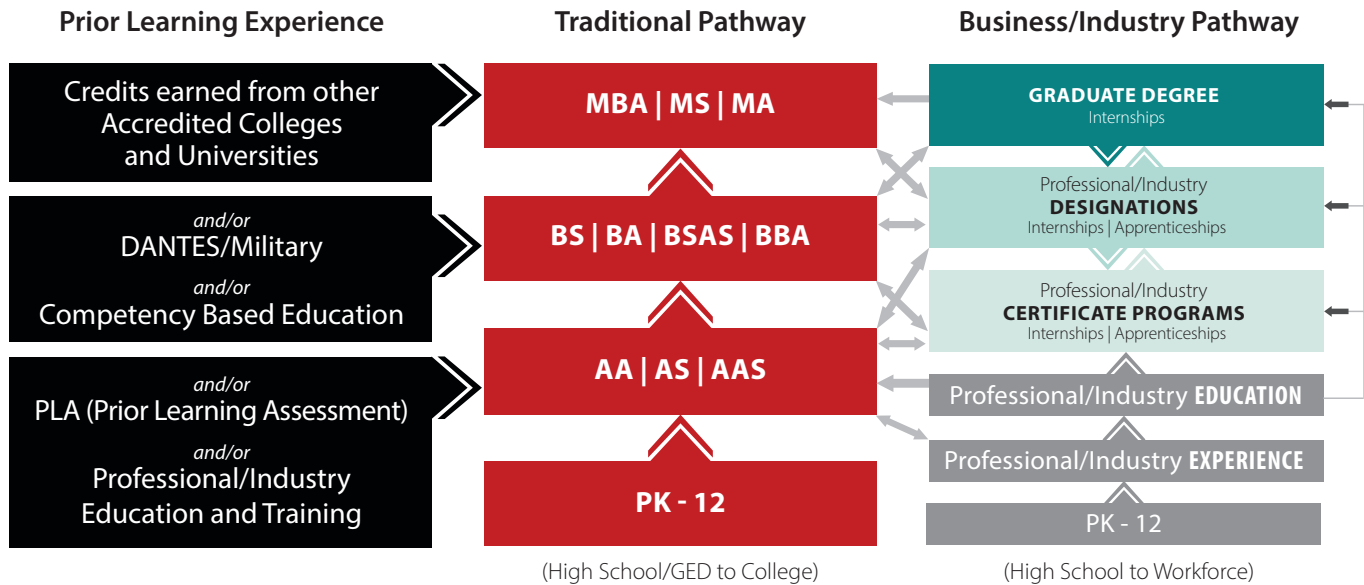 Prior Learning Experience
Credits earned from other
Accredited Colleges
and Universities
and/or
DANTES/Military
and/or
Competency Based Education
and/or
PLA (Prior Learning Assessment)
and/or
Professional/Industry
Education and Training
Traditional Pathway
MBA | MS | MA
BS | BA | BSAS | BBA
AA | AS | AAS
PK - 12
(High School/GED to College)
Business/Industry Pathway
GRADUATE DEGREE
Internships
Professional/Industry
DESIGNATIONS
Internships | Apprenticeships
Professional/Industry
CERTIFICATE PROGRAMS
Internships | Apprenticeships
Professional/Industry EDUCATION
Professional/Industry EXPERIENCE
PK - 12
(High School to Workforce)